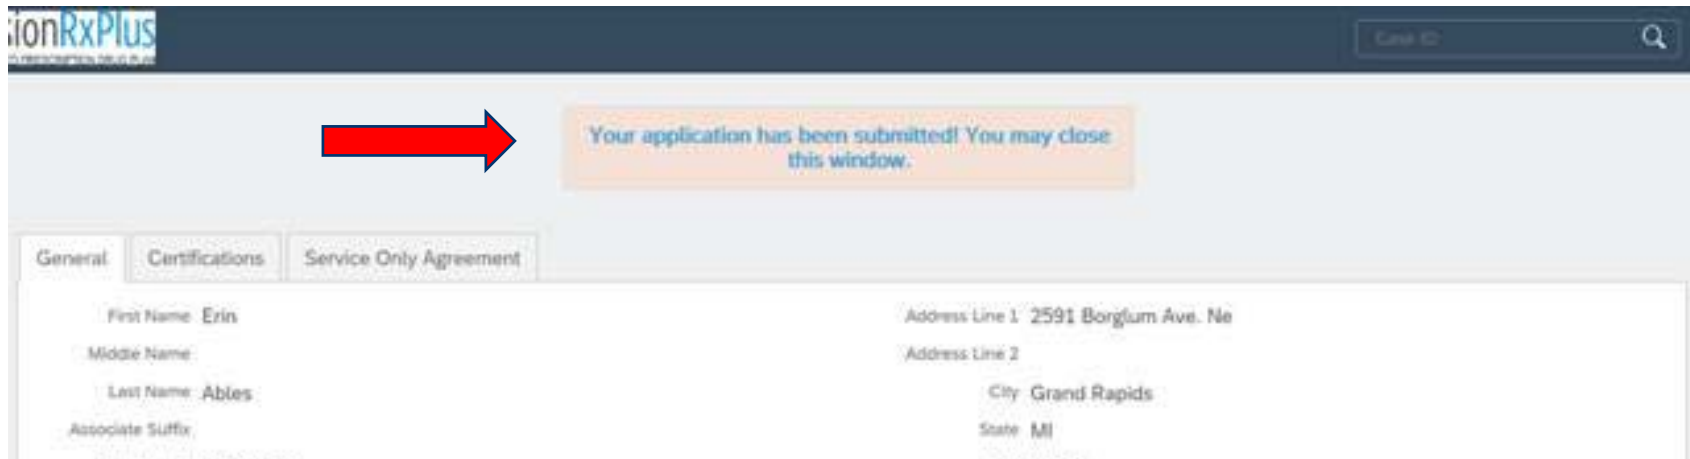 ionRxPlus
Case ID
Your application has been submitted! You may close
this window.
General Certifications Service Only Agreement
First Name Erin
Address Line 1 2591 Borglum Ave. Ne
Middle Name
Address Line 2
Last Name Ables
City Grand Rapids
Associate Suffix
State MI